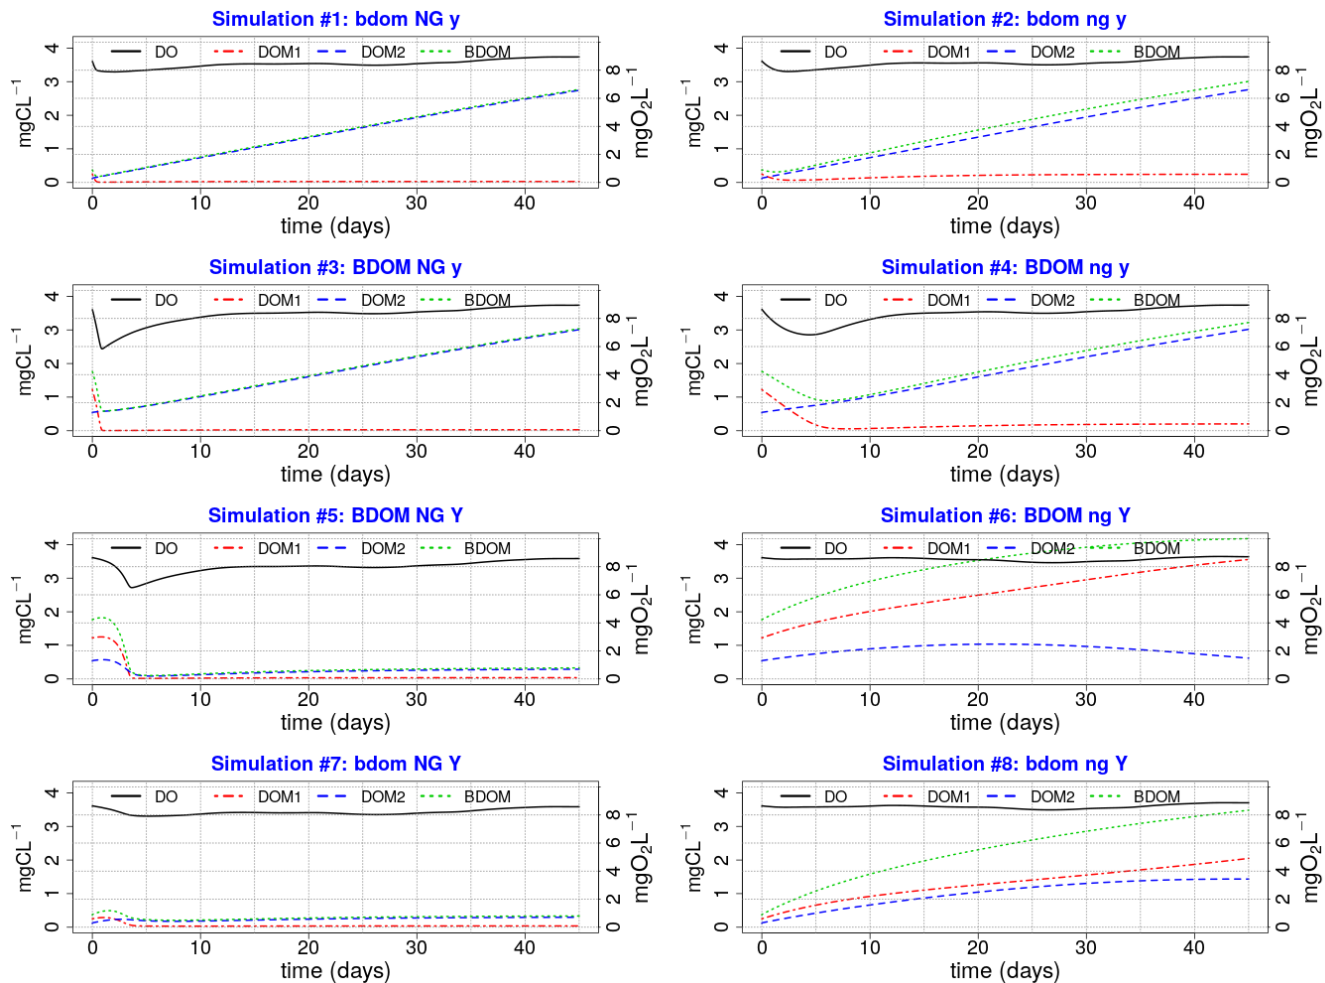 Simulation #1: bdom NG y
DO DOM1 DOM2 BDOM
mgCL⁻¹
4
3
2
1
0
8
6
4
2
0
mgO₂L⁻¹
0 10 20 30 40
time (days)
Simulation #2: bdom ng y
DO DOM1 DOM2 BDOM
mgCL⁻¹
4
3
2
1
0
8
6
4
2
0
mgO₂L⁻¹
0 10 20 30 40
time (days)
Simulation #3: BDOM NG y
DO DOM1 DOM2 BDOM
mgCL⁻¹
4
3
2
1
0
8
6
4
2
0
mgO₂L⁻¹
0 10 20 30 40
time (days)
Simulation #4: BDOM ng y
DO DOM1 DOM2 BDOM
mgCL⁻¹
4
3
2
1
0
8
6
4
2
0
mgO₂L⁻¹
0 10 20 30 40
time (days)
Simulation #5: BDOM NG Y
DO DOM1 DOM2 BDOM
mgCL⁻¹
4
3
2
1
0
8
6
4
2
0
mgO₂L⁻¹
0 10 20 30 40
time (days)
Simulation #6: BDOM ng Y
DO DOM1 DOM2 BDOM
mgCL⁻¹
4
3
2
1
0
8
6
4
2
0
mgO₂L⁻¹
0 10 20 30 40
time (days)
Simulation #7: bdom NG Y
DO DOM1 DOM2 BDOM
mgCL⁻¹
4
3
2
1
0
8
6
4
2
0
mgO₂L⁻¹
0 10 20 30 40
time (days)
Simulation #8: bdom ng Y
DO DOM1 DOM2 BDOM
mgCL⁻¹
4
3
2
1
0
8
6
4
2
0
mgO₂L⁻¹
0 10 20 30 40
time (days)